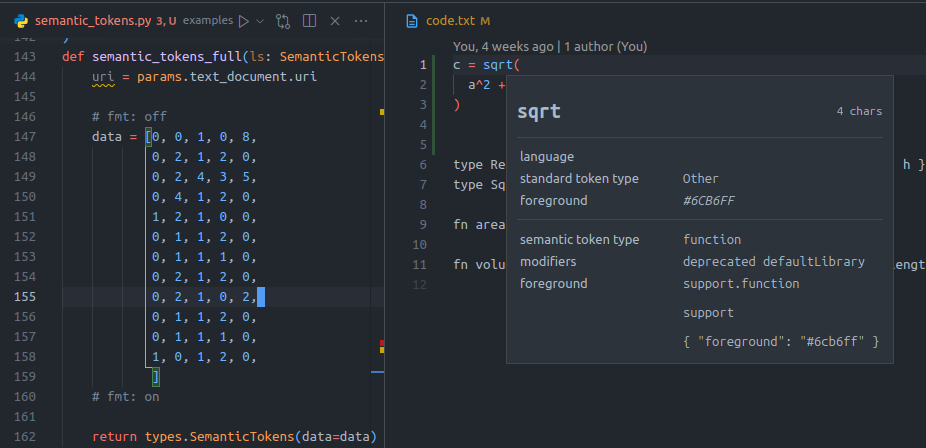 semantic_tokens.py 3, U examples
142 )
143 def semantic_tokens_full(ls: SemanticTokens
144 uri = params.text_document.uri
145
146 # fmt: off
147 data = [0, 0, 1, 0, 8,
148 0, 2, 1, 2, 0,
149 0, 2, 4, 3, 5,
150 0, 4, 1, 2, 0,
151 1, 2, 1, 0, 0,
152 0, 1, 1, 2, 0,
153 0, 1, 1, 1, 0,
154 0, 2, 1, 2, 0,
155 0, 2, 1, 0, 2,
156 0, 1, 1, 2, 0,
157 0, 1, 1, 1, 0,
158 1, 0, 1, 2, 0,
159 ]
160 # fmt: on
161
162 return types.SemanticTokens(data=data)
code.txt M
You, 4 weeks ago | 1 author (You)
1 c = sqrt(
2 a^2 +
3 )
4
5
6 type Re h }
7 type Sq
8
9 fn area
10
11 fn volu length
12
sqrt 4 chars
language
standard token type Other
foreground #6CB6FF
semantic token type function
modifiers deprecated defaultLibrary
foreground support.function
support
{ "foreground": "#6cb6ff" }